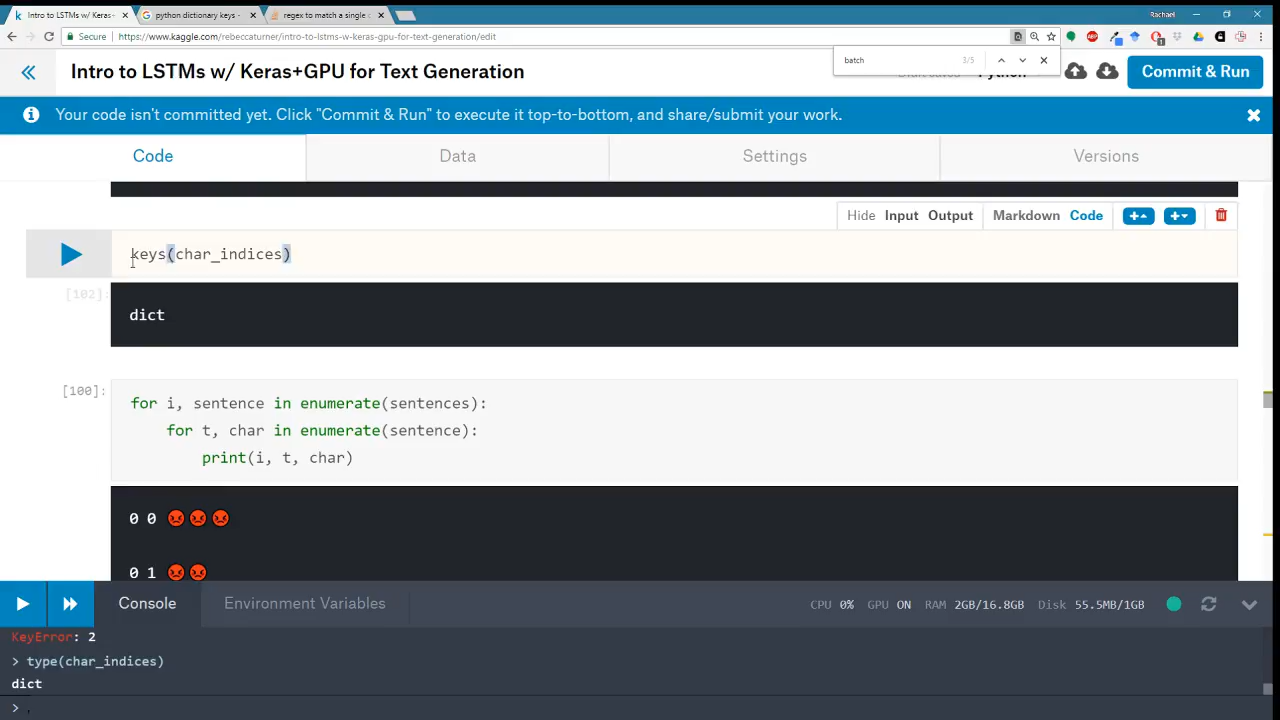 Intro to LSTMs w/ Keras+
python dictionary keys -
regex to match a single
Rachael
Secure
https://www.kaggle.com/rebeccaturner/intro-to-lstms-w-keras-gpu-for-text-generation/edit
batch 3/5
Intro to LSTMs w/ Keras+GPU for Text Generation
Commit & Run
Your code isn't committed yet. Click "Commit & Run" to execute it top-to-bottom, and share/submit your work.
Code Data Settings Versions
Hide Input Output Markdown Code
keys(char_indices)
[102]
dict
[100]:
for i, sentence in enumerate(sentences):
for t, char in enumerate(sentence):
print(i, t, char)
0 0 😡😡😡
0 1 😡😡
Console Environment Variables CPU 0% GPU ON RAM 2GB/16.8GB Disk 55.5MB/1GB
KeyError: 2
> type(char_indices)
dict
>